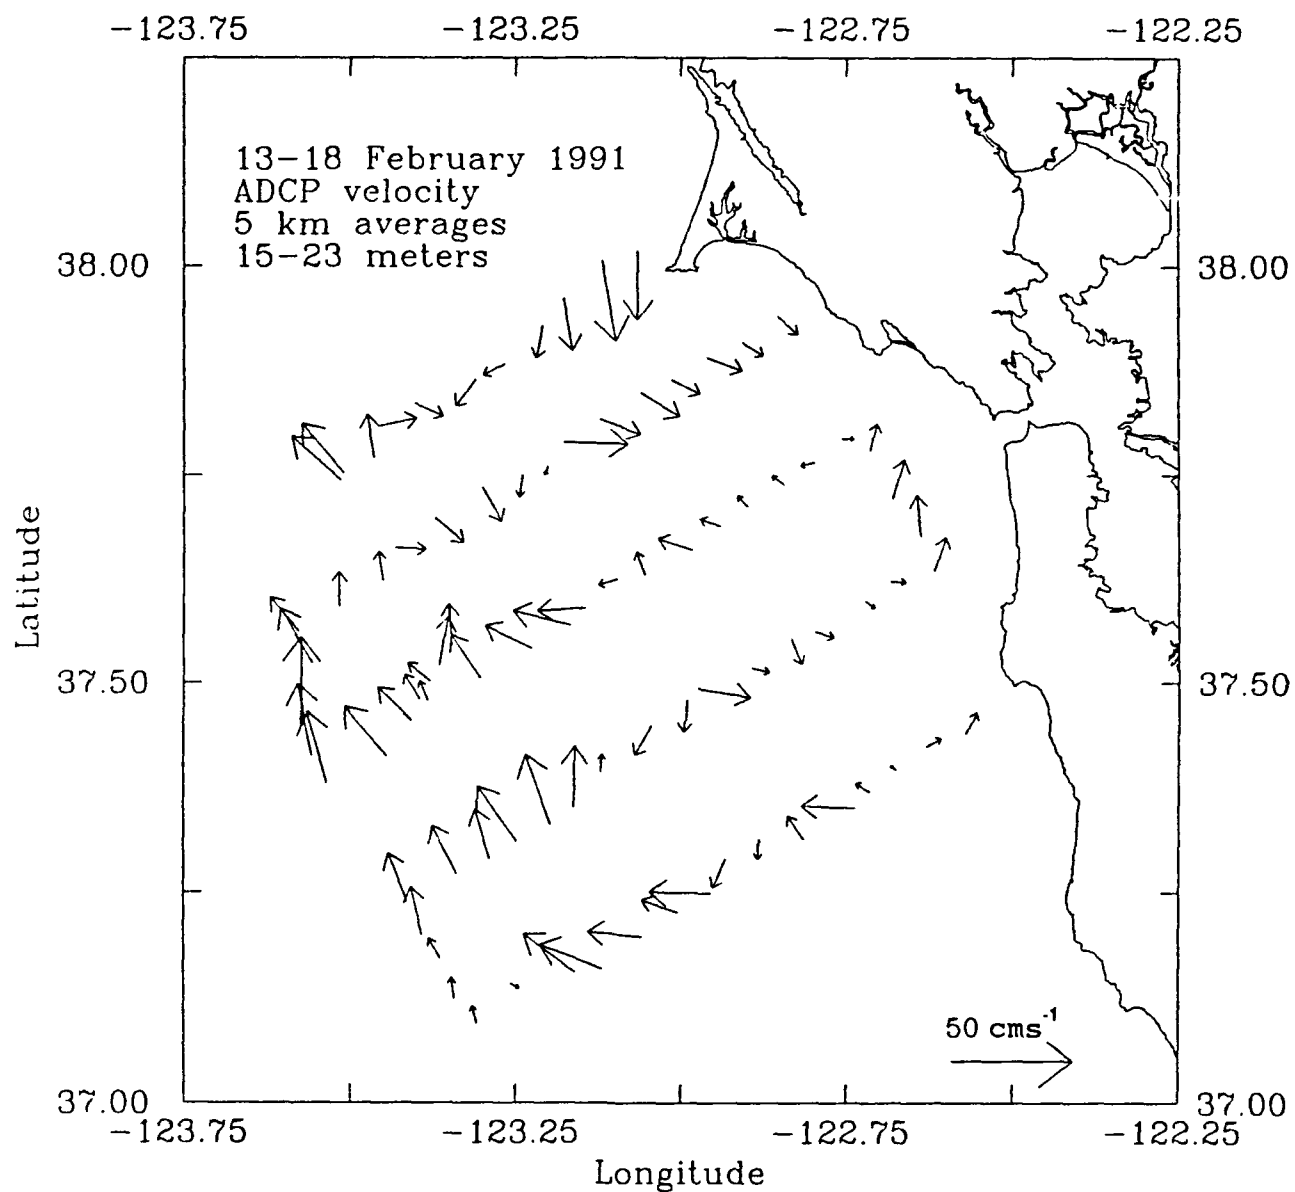 -123.75 -123.25 -122.75 -122.25
13-18 February 1991
ADCP velocity
5 km averages
15-23 meters
38.00 38.00
Latitude
37.50 37.50
50 cms⁻¹
37.00 37.00
-123.75 -123.25 -122.75 -122.25
Longitude